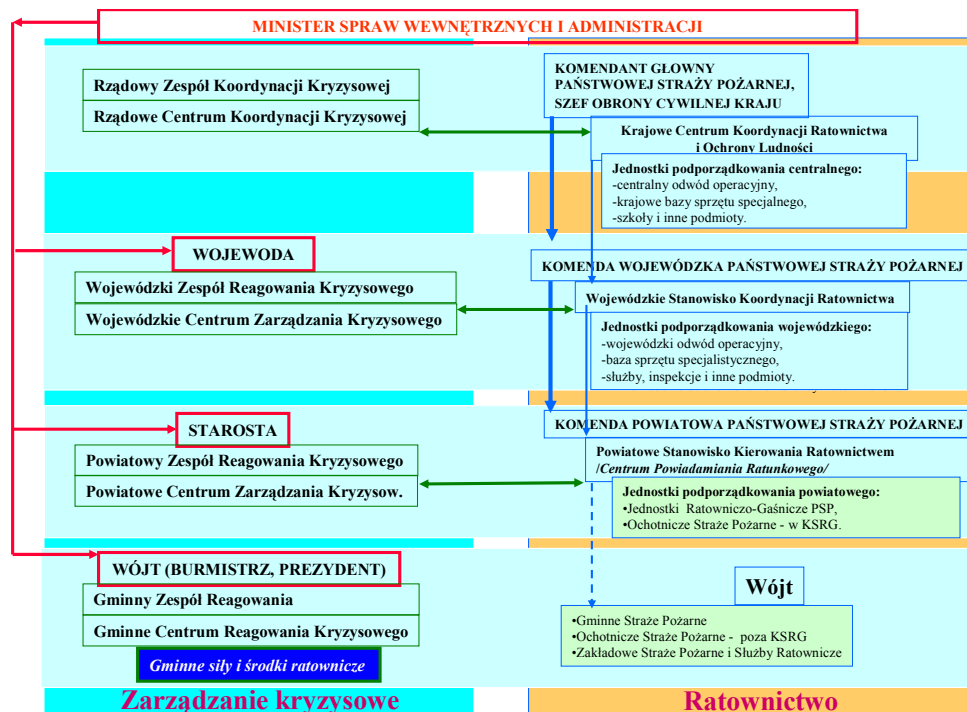 MINISTER SPRAW WEWNĘTRZNYCH I ADMINISTRACJI
Rządowy Zespół Koordynacji Kryzysowej
Rządowe Centrum Koordynacji Kryzysowej
KOMENDANT GŁOWNY
PAŃSTWOWEJ STRAŻY POŻARNEJ,
SZEF OBRONY CYWILNEJ KRAJU
Krajowe Centrum Koordynacji Ratownictwa
i Ochrony Ludności
Jednostki podporządkowania centralnego:
-centralny odwód operacyjny,
-krajowe bazy sprzętu specjalnego,
-szkoły i inne podmioty.
WOJEWODA
Wojewódzki Zespół Reagowania Kryzysowego
Wojewódzkie Centrum Zarządzania Kryzysowego
KOMENDA WOJEWÓDZKA PAŃSTWOWEJ STRAŻY POŻARNEJ
Wojewódzkie Stanowisko Koordynacji Ratownictwa
Jednostki podporządkowania wojewódzkiego:
-wojewódzki odwód operacyjny,
-baza sprzętu specjalistycznego,
-służby, inspekcje i inne podmioty.
STAROSTA
Powiatowy Zespół Reagowania Kryzysowego
Powiatowe Centrum Zarządzania Kryzysow.
KOMENDA POWIATOWA PAŃSTWOWEJ STRAŻY POŻARNEJ
Powiatowe Stanowisko Kierowania Ratownictwem
/Centrum Powiadamiania Ratunkowego/
Jednostki podporządkowania powiatowego:
•Jednostki Ratowniczo-Gaśnicze PSP,
•Ochotnicze Straże Pożarne - w KSRG.
WÓJT (BURMISTRZ, PREZYDENT)
Gminny Zespół Reagowania
Gminne Centrum Reagowania Kryzysowego
Gminne siły i środki ratownicze
Wójt
•Gminne Straże Pożarne
•Ochotnicze Straże Pożarne - poza KSRG
•Zakładowe Straże Pożarne i Służby Ratownicze
Zarządzanie kryzysowe
Ratownictwo